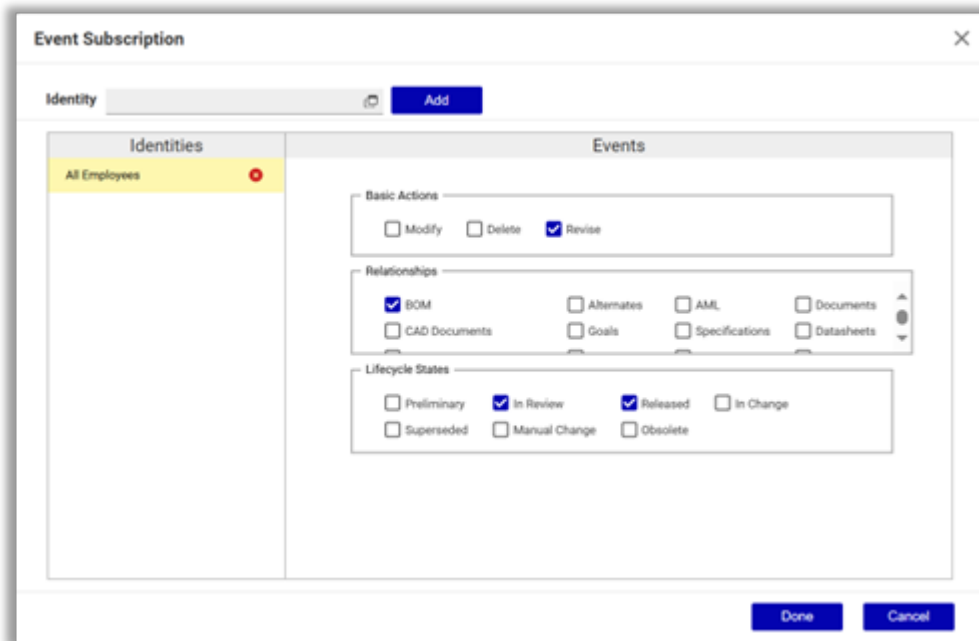 Event Subscription
Identity Add
Identities Events
All Employees
Basic Actions
Modify Delete Revise
Relationships
BOM Alternates AML Documents
CAD Documents Goals Specifications Datasheets
Lifecycle States
Preliminary In Review Released In Change
Superseded Manual Change Obsolete
Done Cancel